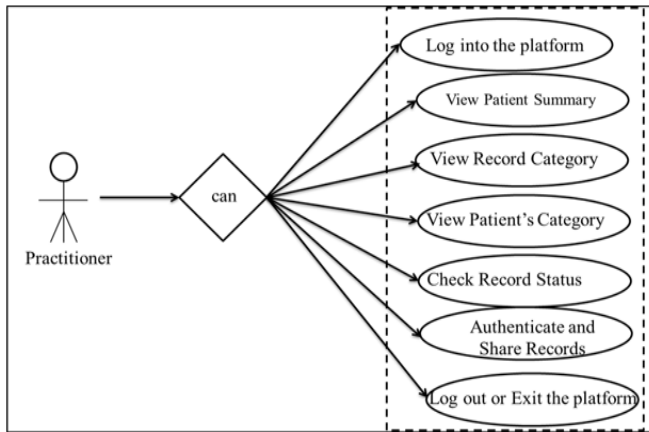 Log into the platform
View Patient Summary
View Record Category
can
View Patient's Category
Practitioner
Check Record Status
Authenticate and
Share Records
Log out or Exit the platform